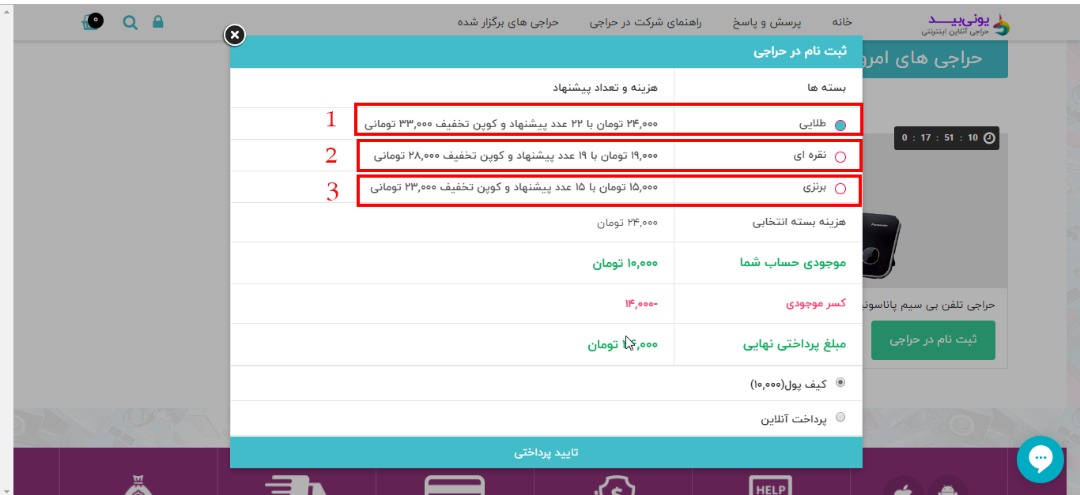 یونی‌بیـــد
حراجی آنلاین اینترنتی
خانه
پرسش و پاسخ
راهنمای شرکت در حراجی
حراجی های برگزار شده
۰
حراجی های امرو
ثبت نام در حراجی
بسته ها
هزینه و تعداد پیشنهاد
1
طلایی
۲۴,۰۰۰ تومان با ۲۲ عدد پیشنهاد و کوپن تخفیف ۳۳,۰۰۰ تومانی
2
نقره ای
۱۹,۰۰۰ تومان با ۱۹ عدد پیشنهاد و کوپن تخفیف ۲۸,۰۰۰ تومانی
3
برنزی
۱۵,۰۰۰ تومان با ۱۵ عدد پیشنهاد و کوپن تخفیف ۲۳,۰۰۰ تومانی
هزینه بسته انتخابی
۲۴,۰۰۰ تومان
موجودی حساب شما
۱۰,۰۰۰ تومان
کسر موجودی
-۱۴,۰۰۰
مبلغ پرداختی نهایی
تومان
کیف پول(۱۰,۰۰۰)
پرداخت آنلاین
تایید پرداختی
0 : 17 : 51 : 10
Panasonic
حراجی تلفن بی سیم پاناسونی
ثبت نام در حراجی
HELP